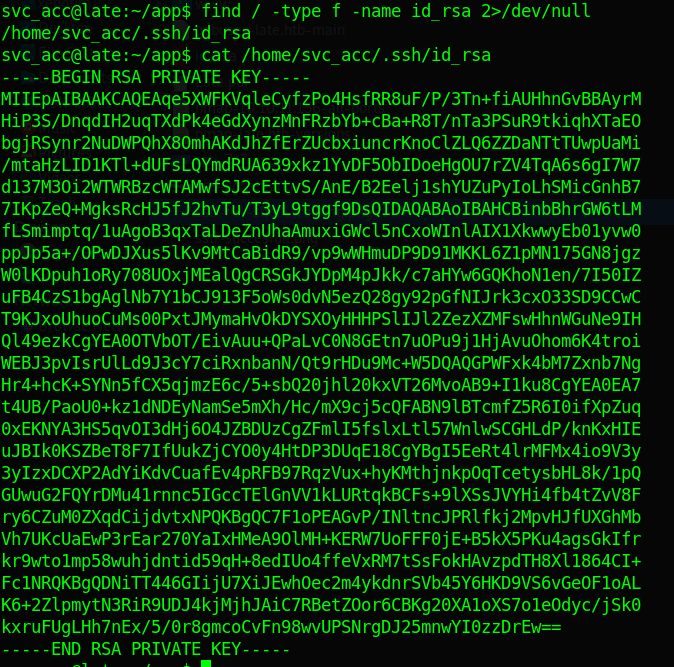 svc_acc@late:~/app$ find / -type f -name id_rsa 2>/dev/null
/home/svc_acc/.ssh/id_rsa
svc_acc@late:~/app$ cat /home/svc_acc/.ssh/id_rsa
-----BEGIN RSA PRIVATE KEY-----
MIIEpAIBAAKCAQEAqe5XWFKVqleCyfzPo4HsfRR8uF/P/3Tn+fiAUHhnGvBBAyrM
HiP3S/DnqdIH2uqTXdPk4eGdXynzMnFRzbYb+cBa+R8T/nTa3PSuR9tkiqhXTaEO
bgjRSynr2NuDWPQhX8OmhAKdJhZfErZUcbxiuncrKnoClZLQ6ZZDaNTtTUwpUaMi
/mtaHzLID1KTl+dUFsLQYmdRUA639xkz1YvDF5ObIDoeHgOU7rZV4TqA6s6gI7W7
d137M3Oi2WTWRBzcWTAMwfSJ2cEttvS/AnE/B2Eelj1shYUZuPyIoLhSMicGnhB7
7IKpZeQ+MgksRcHJ5fJ2hvTu/T3yL9tggf9DsQIDAQABAoIBAHCBinbBhrGW6tLM
fLSmimptq/1uAgoB3qxTaLDeZnUhaAmuxiGWcl5nCxoWInlAIX1XkwwyEb01yvw0
ppJp5a+/OPwDJXus5lKv9MtCaBidR9/vp9wWHmuDP9D91MKKL6Z1pMN175GN8jgz
W0lKDpuh1oRy708UOxjMEalQgCRSGkJYDpM4pJkk/c7aHYw6GQKhoN1en/7I50IZ
uFB4CzS1bgAglNb7Y1bCJ913F5oWs0dvN5ezQ28gy92pGfNIJrk3cxO33SD9CCwC
T9KJxoUhuoCuMs00PxtJMymaHvOkDYSXOyHHHPSlIJl2ZezXZMFswHhnWGuNe9IH
Ql49ezkCgYEA0OTVbOT/EivAuu+QPaLvC0N8GEtn7uOPu9j1HjAvuOhom6K4troi
WEBJ3pvIsrUlLd9J3cY7ciRxnbanN/Qt9rHDu9Mc+W5DQAQGPWFxk4bM7Zxnb7Ng
Hr4+hcK+SYNn5fCX5qjmzE6c/5+sbQ20jhl20kxVT26MvoAB9+I1ku8CgYEA0EA7
t4UB/PaoU0+kz1dNDEyNamSe5mXh/Hc/mX9cj5cQFABN9lBTcmfZ5R6I0ifXpZuq
0xEKNYA3HS5qvOI3dHj6O4JZBDUzCgZFmlI5fslxLtl57WnlwSCGHLdP/knKxHIE
uJBIk0KSZBeT8F7IfUukZjCYO0y4HtDP3DUqE18CgYBgI5EeRt4lrMFMx4io9V3y
3yIzxDCXP2AdYiKdvCuafEv4pRFB97RqzVux+hyKMthjnkpOqTcetysbHL8k/1pQ
GUwuG2FQYrDMu41rnnc5IGccTElGnVV1kLURtqkBCFs+9lXSsJVYHi4fb4tZvV8F
ry6CZuM0ZXqdCijdvtxNPQKBgQC7F1oPEAGvP/INltncJPRlfkj2MpvHJfUXGhMb
Vh7UKcUaEwP3rEar270YaIxHMeA9OlMH+KERW7UoFFF0jE+B5kX5PKu4agsGkIfr
kr9wto1mp58wuhjdntid59qH+8edIUo4ffeVxRM7tSsFokHAvzpdTH8Xl1864CI+
Fc1NRQKBgQDNiTT446GIijU7XiJEwhOec2m4ykdnrSVb45Y6HKD9VS6vGeOF1oAL
K6+2ZlpmytN3RiR9UDJ4kjMjhJAiC7RBetZOor6CBKg20XA1oXS7o1eOdyc/jSk0
kxruFUgLHh7nEx/5/0r8gmcoCvFn98wvUPSNrgDJ25mnwYI0zzDrEw==
-----END RSA PRIVATE KEY-----